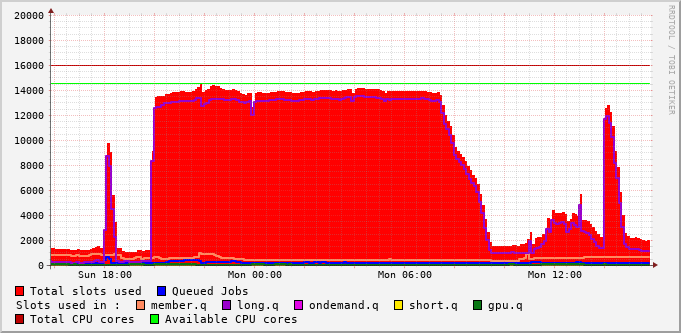 RRDTOOL / TOBI OETIKER
20000
18000
16000
14000
12000
10000
8000
6000
4000
2000
0
Sun 18:00 Mon 00:00 Mon 06:00 Mon 12:00
Total slots used Queued Jobs
Slots used in : member.q long.q ondemand.q short.q gpu.q
Total CPU cores Available CPU cores